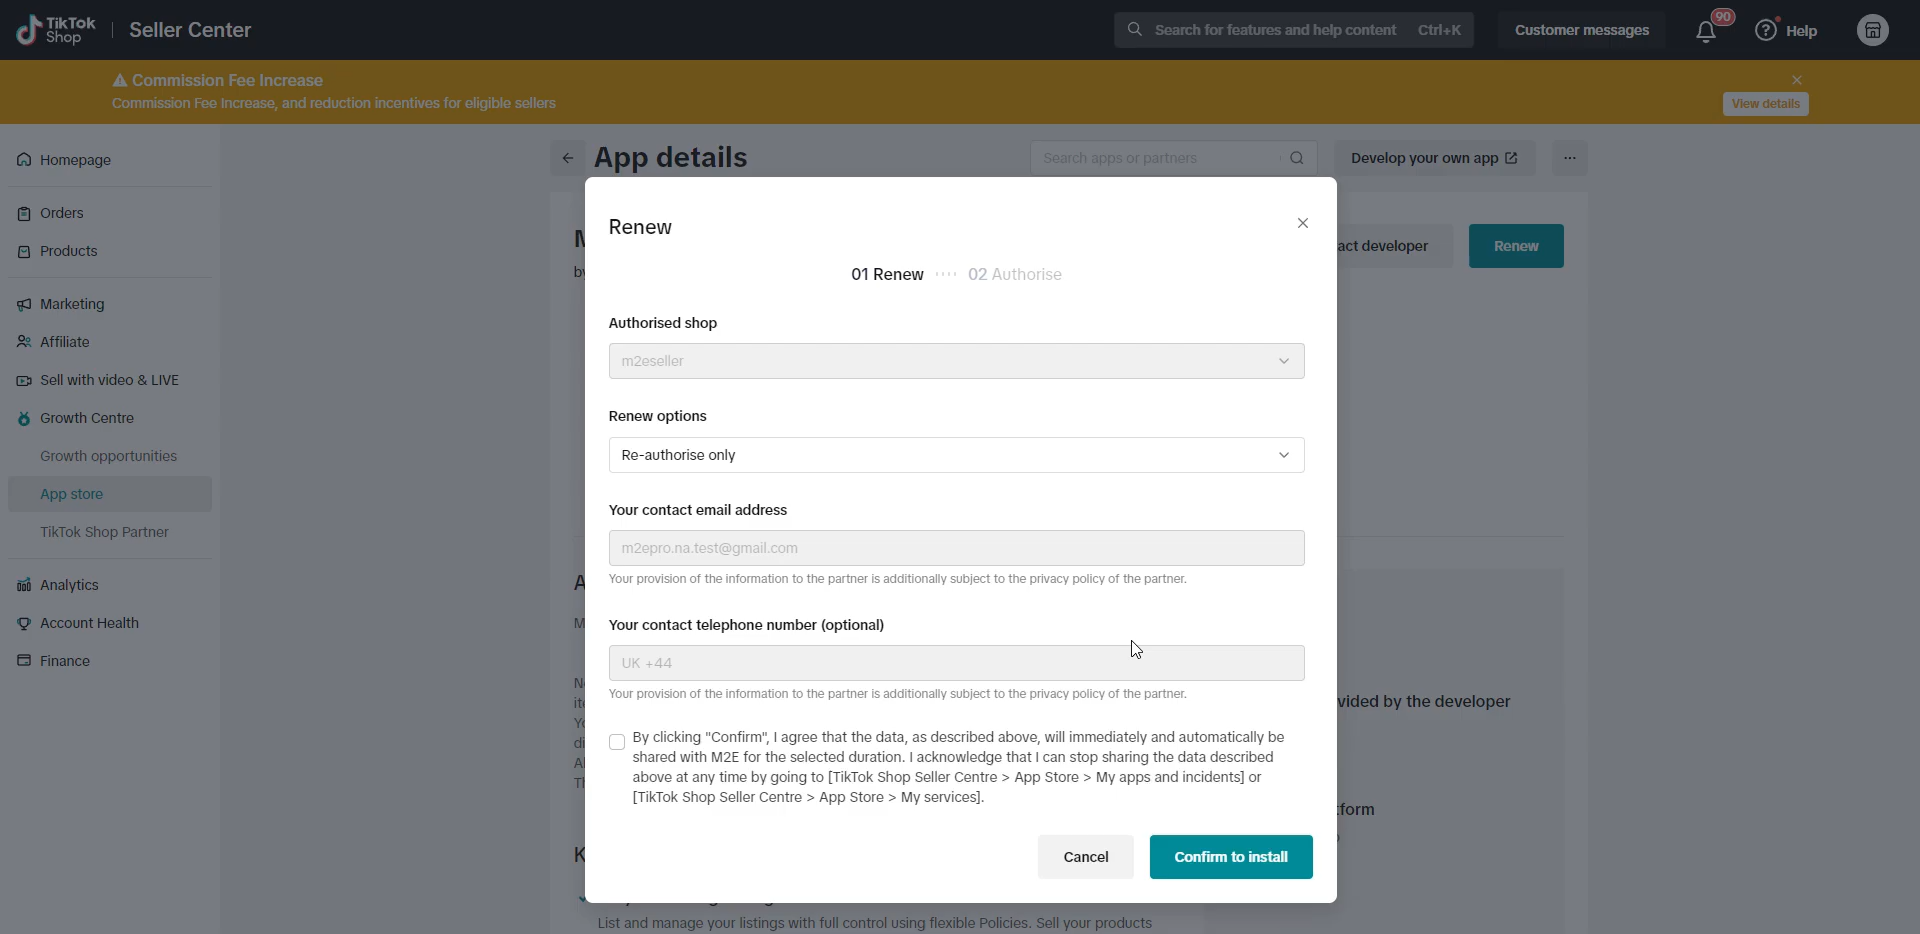 TikTok
Shop
Seller Center
Search for features and help content Ctrl+K
Customer messages
90
Help
Commission Fee Increase
Commission Fee Increase, and reduction incentives for eligible sellers
View details
Homepage
Orders
Products
Marketing
Affiliate
Sell with video & LIVE
Growth Centre
Growth opportunities
App store
TikTok Shop Partner
Analytics
Account Health
Finance
App details
Search apps or partners
Develop your own app
act developer
Renew
Renew
01 Renew
02 Authorise
Authorised shop
m2eseller
Renew options
Re-authorise only
Your contact email address
m2epro.na.test@gmail.com
Your provision of the information to the partner is additionally subject to the privacy policy of the partner.
Your contact telephone number (optional)
UK +44
Your provision of the information to the partner is additionally subject to the privacy policy of the partner.
By clicking "Confirm", I agree that the data, as described above, will immediately and automatically be
shared with M2E for the selected duration. I acknowledge that I can stop sharing the data described
above at any time by going to [TikTok Shop Seller Centre > App Store > My apps and incidents] or
[TikTok Shop Seller Centre > App Store > My services].
Cancel
Confirm to install
vided by the developer
tform
List and manage your listings with full control using flexible Policies. Sell your products